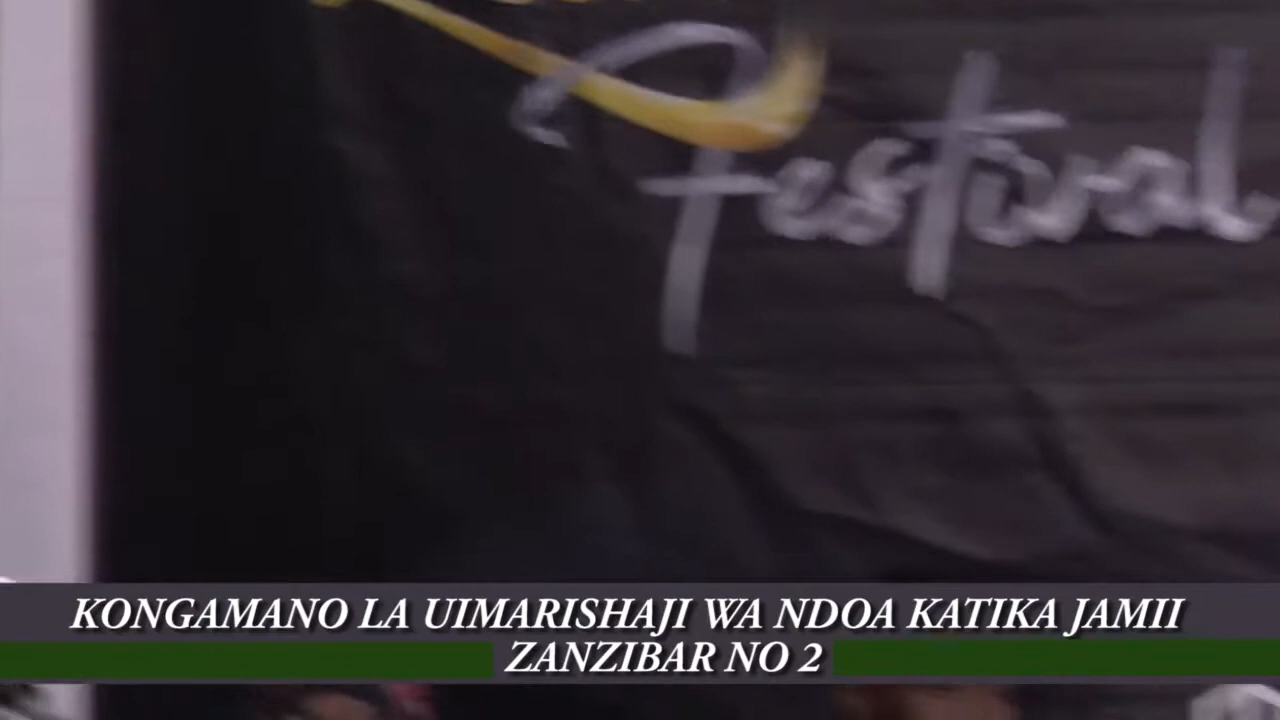 Festival
KONGAMANO LA UIMARISHAJI WA NDOA KATIKA JAMII
ZANZIBAR NO 2